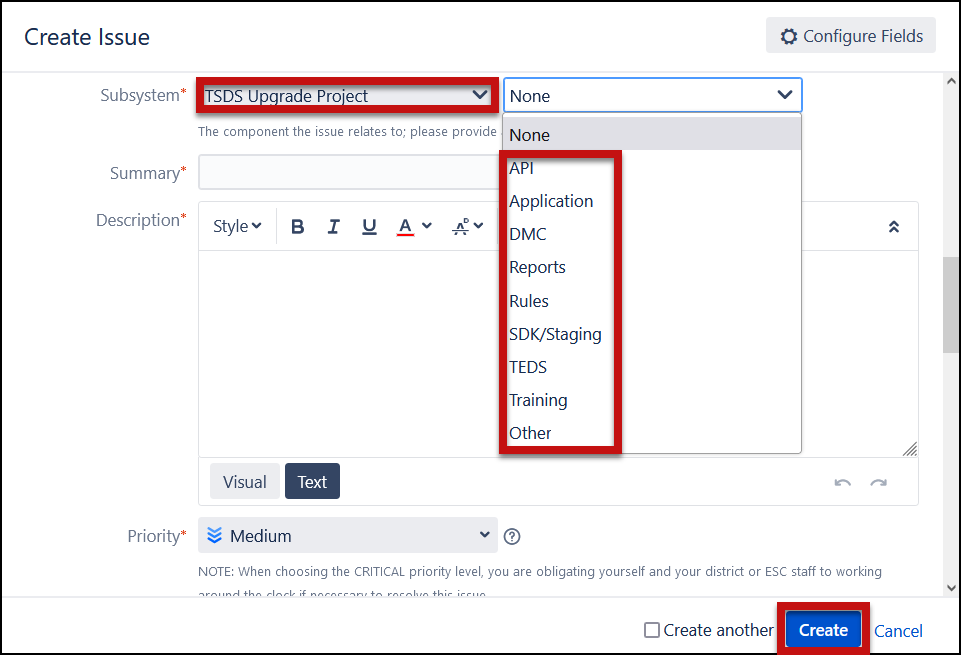 Create Issue
Configure Fields
Subsystem*
TSDS Upgrade Project
None
The component the issue relates to; please provide
None
API
Application
DMC
Reports
Rules
SDK/Staging
TEDS
Training
Other
Summary*
Description*
Style
B I U A
Visual
Text
Priority*
Medium
NOTE: When choosing the CRITICAL priority level, you are obligating yourself and your district or ESC staff to working
around the clock if necessary to resolve this issue
Create another
Create
Cancel